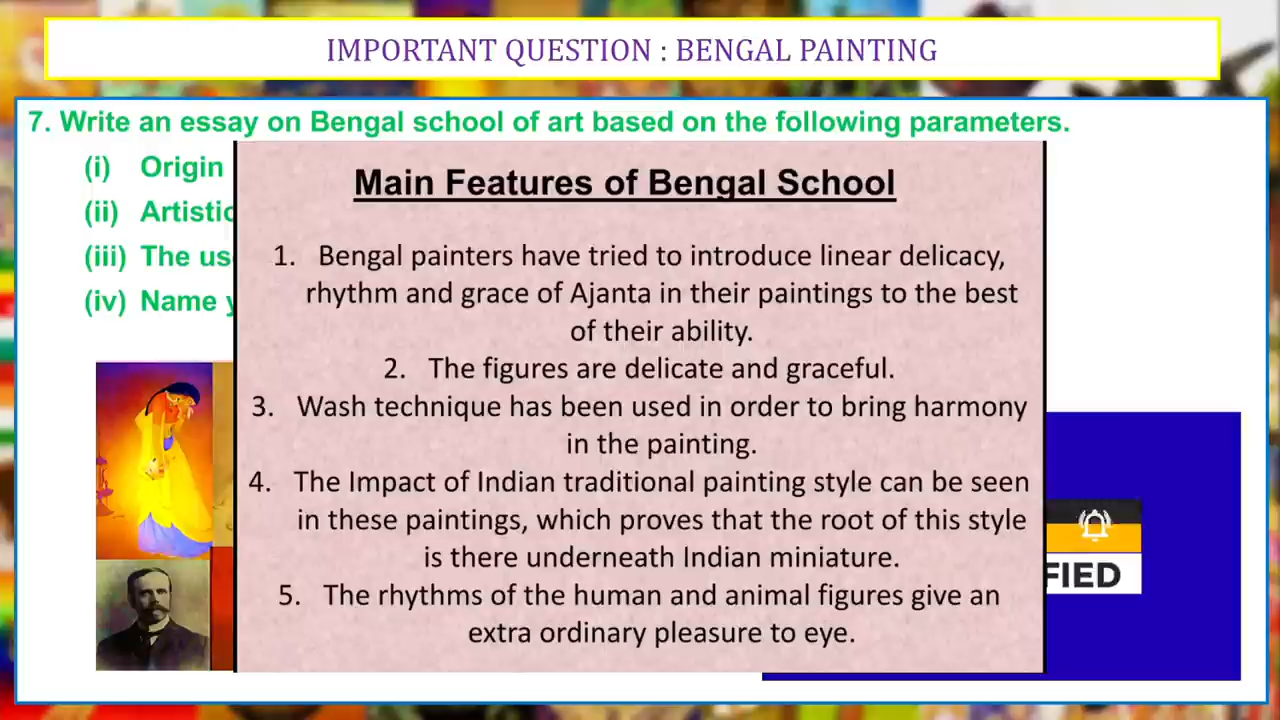 IMPORTANT QUESTION : BENGAL PAINTING
7. Write an essay on Bengal school of art based on the following parameters.
(i) Origin
(ii) Artistic
(iii) The us
(iv) Name y
Main Features of Bengal School
1. Bengal painters have tried to introduce linear delicacy,
rhythm and grace of Ajanta in their paintings to the best
of their ability.
2. The figures are delicate and graceful.
3. Wash technique has been used in order to bring harmony
in the painting.
4. The Impact of Indian traditional painting style can be seen
in these paintings, which proves that the root of this style
is there underneath Indian miniature.
5. The rhythms of the human and animal figures give an
extra ordinary pleasure to eye.
FIED